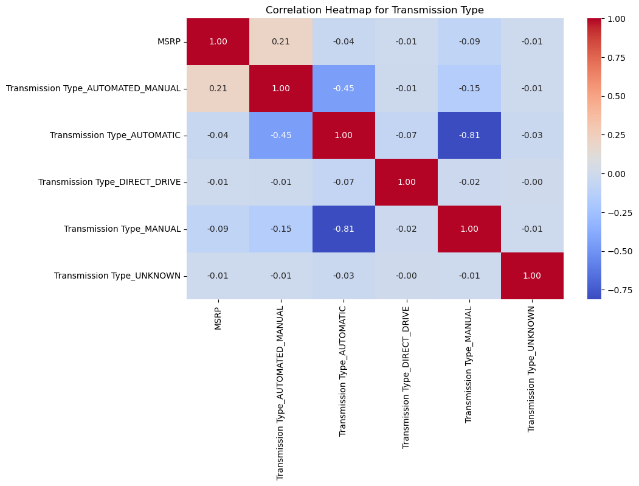 Correlation Heatmap for Transmission Type
MSRP 1.00 0.21 -0.04 -0.01 -0.09 -0.01
Transmission Type_AUTOMATED_MANUAL 0.21 1.00 -0.45 -0.01 -0.15 -0.01
Transmission Type_AUTOMATIC -0.04 -0.45 1.00 -0.07 -0.81 -0.03
Transmission Type_DIRECT_DRIVE -0.01 -0.01 -0.07 1.00 -0.02 -0.00
Transmission Type_MANUAL -0.09 -0.15 -0.81 -0.02 1.00 -0.01
Transmission Type_UNKNOWN -0.01 -0.01 -0.03 -0.00 -0.01 1.00
MSRP
Transmission Type_AUTOMATED_MANUAL
Transmission Type_AUTOMATIC
Transmission Type_DIRECT_DRIVE
Transmission Type_MANUAL
Transmission Type_UNKNOWN
1.00
0.75
0.50
0.25
0.00
-0.25
-0.50
-0.75